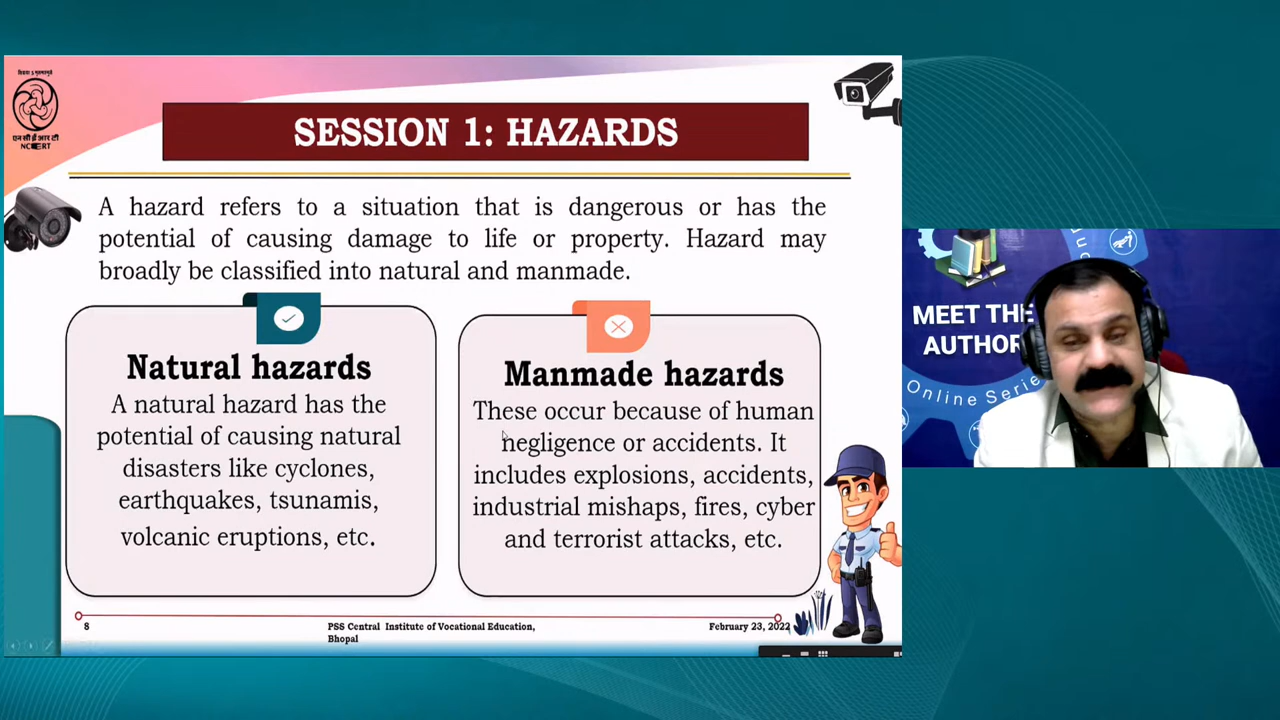 एन सी ई आर टी
NCERT
SESSION 1: HAZARDS
A hazard refers to a situation that is dangerous or has the
potential of causing damage to life or property. Hazard may
broadly be classified into natural and manmade.
Natural hazards
A natural hazard has the
potential of causing natural
disasters like cyclones,
earthquakes, tsunamis,
volcanic eruptions, etc.
Manmade hazards
These occur because of human
negligence or accidents. It
includes explosions, accidents,
industrial mishaps, fires, cyber
and terrorist attacks, etc.
8
PSS Central Institute of Vocational Education,
Bhopal
February 23, 2022
MEET THE
AUTHOR
Online Serie